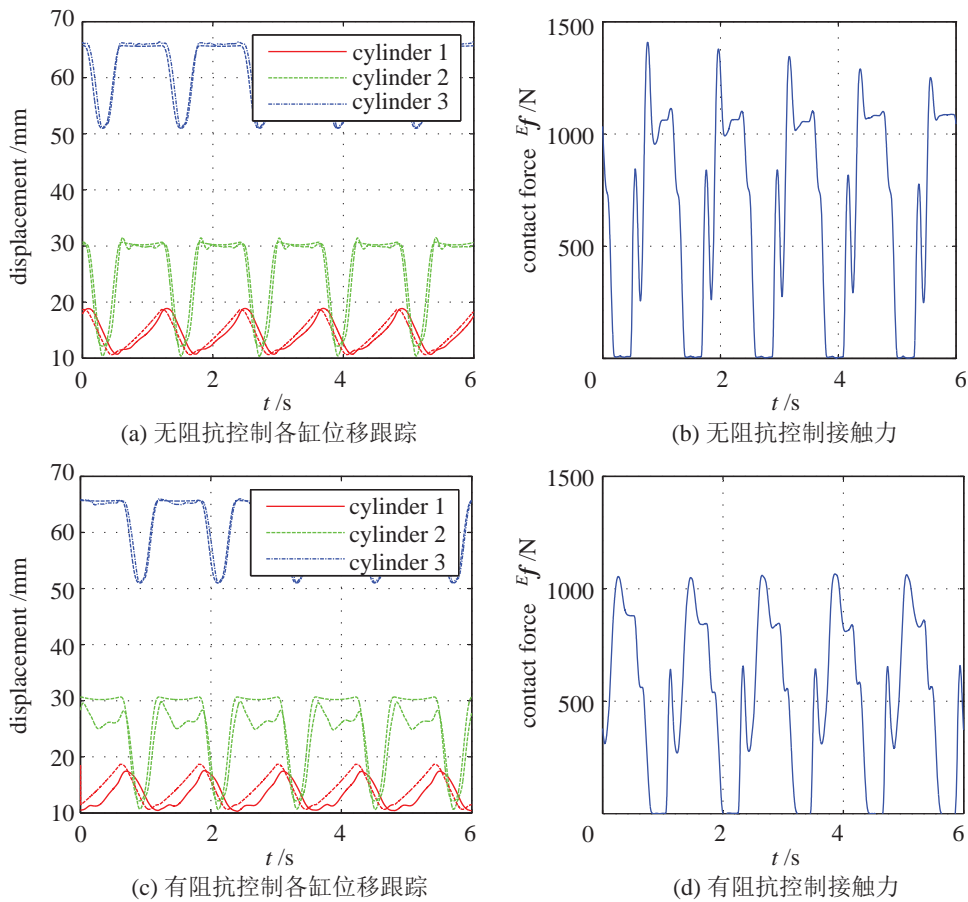 70
60
50
40
30
20
10
displacement /mm
cylinder 1
cylinder 2
cylinder 3
0
2
4
6
t /s
(a) 无阻抗控制各缸位移跟踪
1500
1000
500
contact force ᴱf /N
0
2
4
6
t /s
(b) 无阻抗控制接触力
70
60
50
40
30
20
10
displacement /mm
cylinder 1
cylinder 2
cylinder 3
0
2
4
6
t /s
(c) 有阻抗控制各缸位移跟踪
1500
1000
500
contact force ᴱf /N
0
2
4
6
t /s
(d) 有阻抗控制接触力